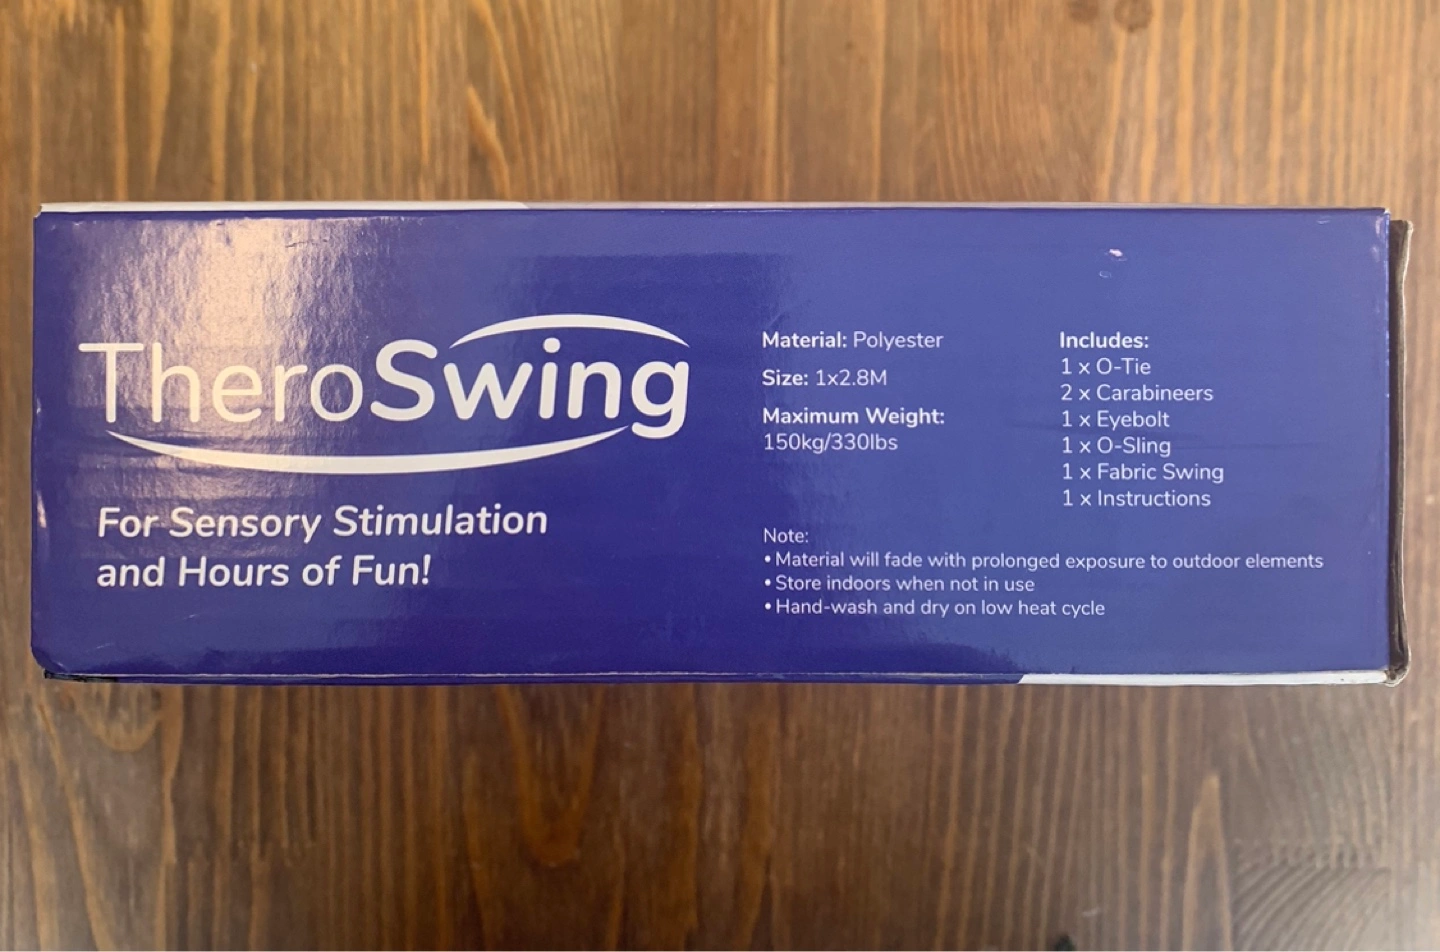 TheroSwing
For Sensory Stimulation
and Hours of Fun!
Material: Polyester
Size: 1x2.8M
Maximum Weight:
150kg/330lbs
Includes:
1 x O-Tie
2 x Carabineers
1 x Eyebolt
1 x O-Sling
1 x Fabric Swing
1 x Instructions
Note:
• Material will fade with prolonged exposure to outdoor elements
• Store indoors when not in use
• Hand-wash and dry on low heat cycle